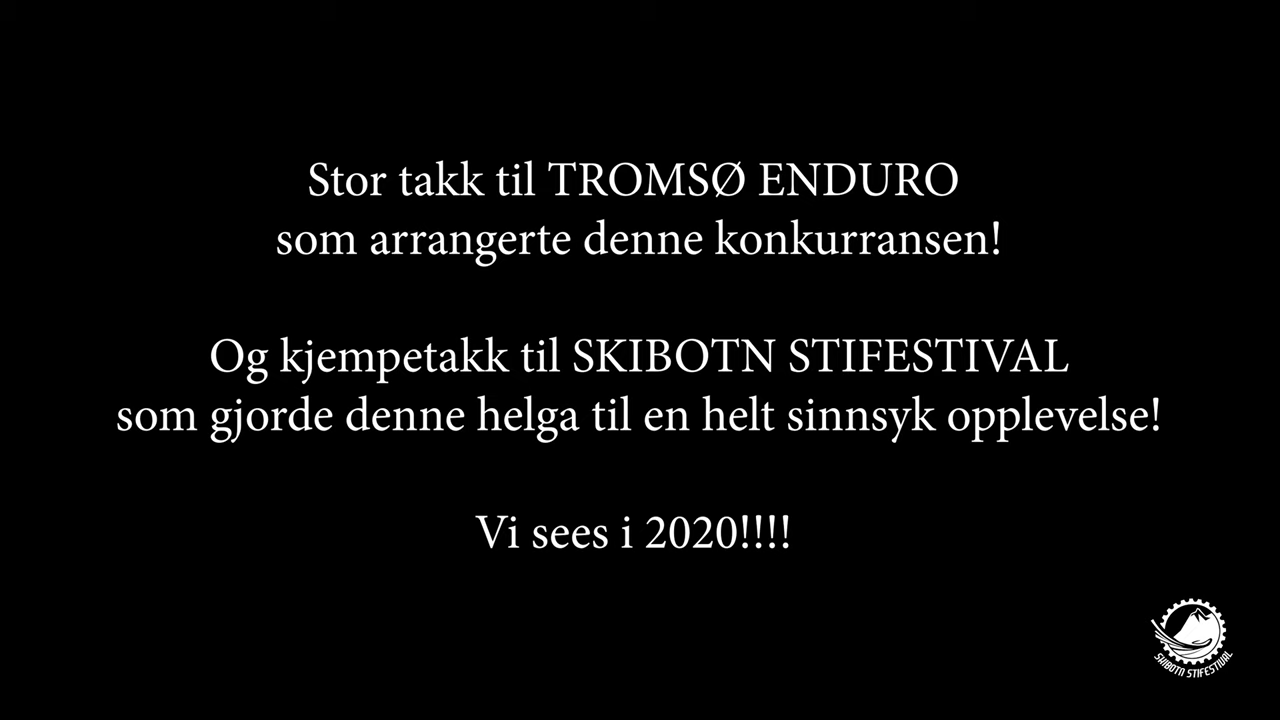 Stor takk til TROMSØ ENDURO
som arrangerte denne konkurransen!
Og kjempetakk til SKIBOTN STIFESTIVAL
som gjorde denne helga til en helt sinnsyk opplevelse!
Vi sees i 2020!!!!
SKIBOTN STIFESTIVAL